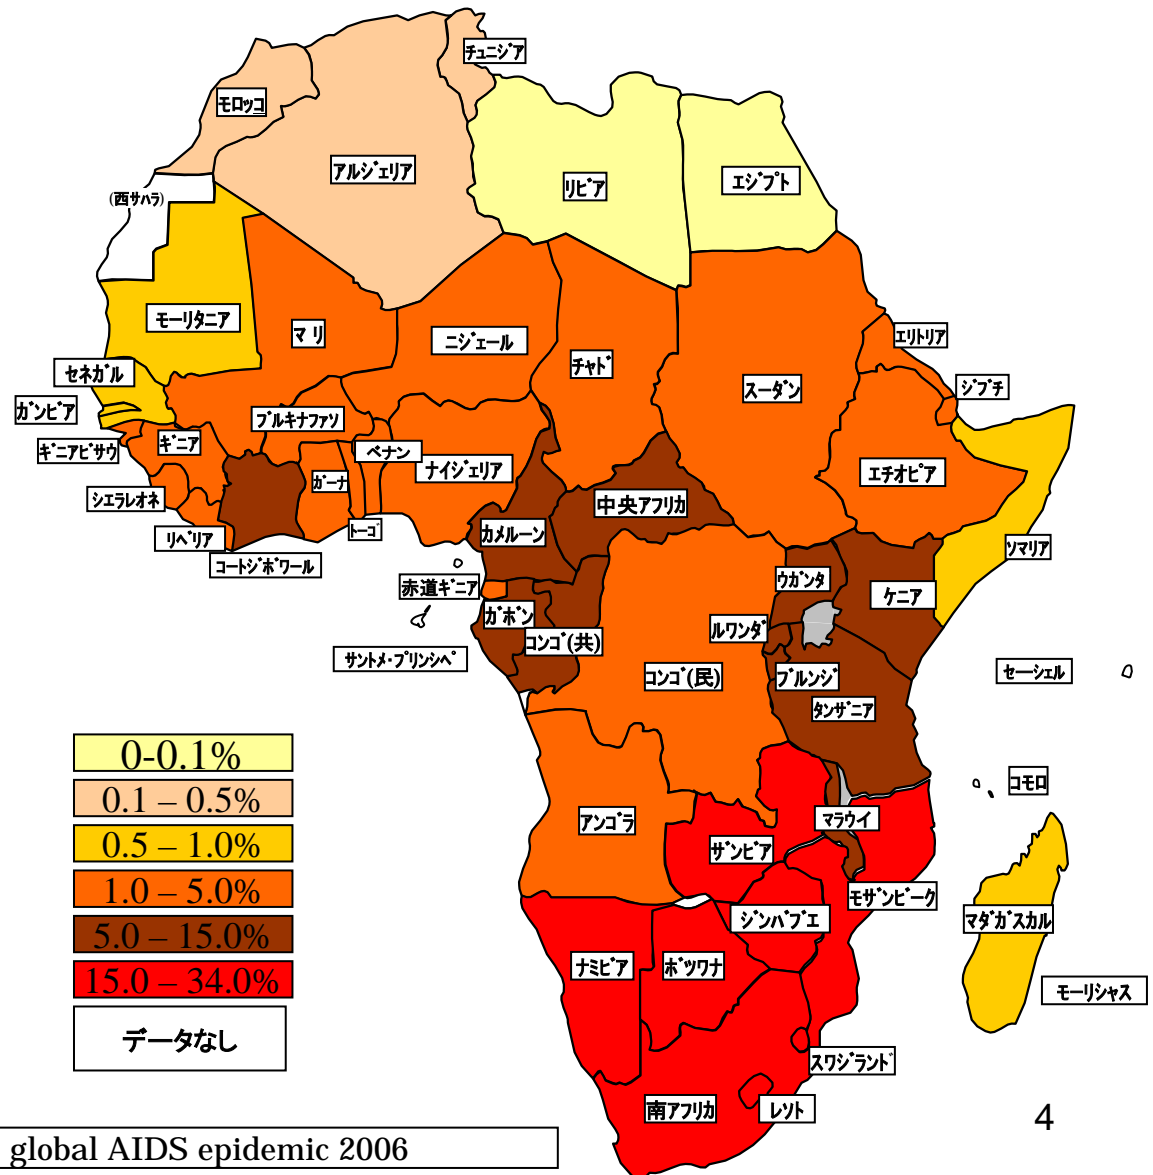 チュニジア
モロッコ
アルジェリア
リビア
エジプト
(西サハラ)
モーリタニア
マリ
ニジェール
チャド
スーダン
エリトリア
ジブチ
セネガル
ガンビア
ギニアビサウ
ギニア
ブルキナファソ
ベナン
ナイジェリア
ガーナ
エチオピア
シエラレオネ
リベリア
コートジボワール
トーゴ
カメルーン
中央アフリカ
ソマリア
赤道ギニア
ガボン
コンゴ(共)
ウガンタ
ケニア
ルワンダ
サントメ・プリンシペ
コンゴ(民)
ブルンジ
タンザニア
セーシェル
コモロ
アンゴラ
ザンビア
マラウイ
モザンビーク
マダガスカル
モーリシャス
ナミビア
ボツワナ
ジンバブエ
スワジランド
南アフリカ
レソト
0-0.1%
0.1 – 0.5%
0.5 – 1.0%
1.0 – 5.0%
5.0 – 15.0%
15.0 – 34.0%
データなし
global AIDS epidemic 2006
4